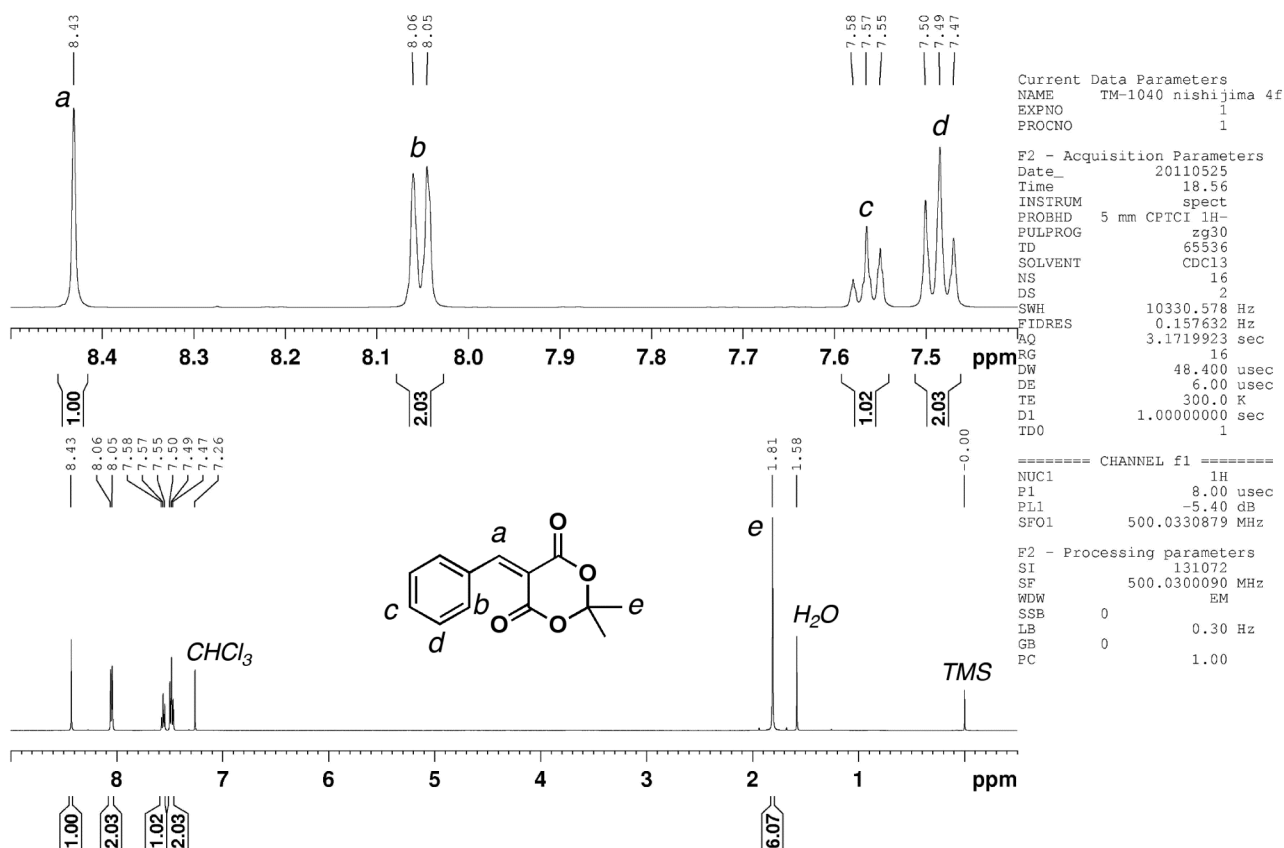 8.43
8.06
8.05
7.58
7.57
7.55
7.50
7.49
7.47
a
b
c
d
8.4 8.3 8.2 8.1 8.0 7.9 7.8 7.7 7.6 7.5 ppm
1.00
2.03
1.02
2.03
8.43
8.06
8.05
7.58
7.57
7.55
7.50
7.49
7.47
7.26
1.81
1.58
-0.00
a
O
e
O
c
b
O
O
e
d
H2O
CHCl3
TMS
8 7 6 5 4 3 2 1 ppm
1.00
2.03
1.02
2.03
6.07
Current Data Parameters
NAME TM-1040 nishijima 4f
EXPNO 1
PROCNO 1
F2 - Acquisition Parameters
Date_ 20110525
Time 18.56
INSTRUM spect
PROBHD 5 mm CPTCI 1H-
PULPROG zg30
TD 65536
SOLVENT CDCl3
NS 16
DS 2
SWH 10330.578 Hz
FIDRES 0.157632 Hz
AQ 3.1719923 sec
RG 16
DW 48.400 usec
DE 6.00 usec
TE 300.0 K
D1 1.00000000 sec
TD0 1
======== CHANNEL f1 ========
NUC1 1H
P1 8.00 usec
PL1 -5.40 dB
SFO1 500.0330879 MHz
F2 - Processing parameters
SI 131072
SF 500.0300090 MHz
WDW EM
SSB 0
LB 0.30 Hz
GB 0
PC 1.00